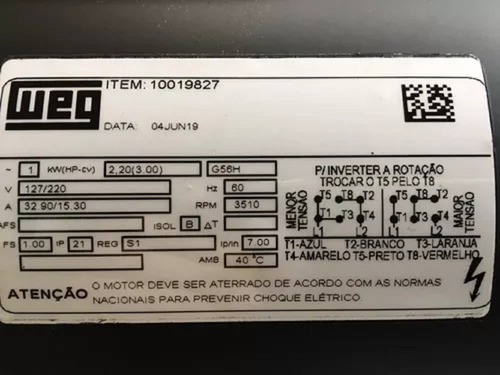 WEG
ITEM: 10019827
DATA: 04JUN19
~ 1 KW(HP-cv) 2,20(3.00) G56H
V 127/220 Hz 60
A 32.90/15.30 RPM 3510
AFS ISOL B ΔT
FS 1.00 IP 21 REG S1 Ip/In 7.00
AMB 40°C
P/ INVERTER A ROTAÇÃO
TROCAR O T5 PELO T8
MENOR TENSÃO
T5 T8 T2
T1 T3 T4
L1 L2
T5 T8 T2
T1 T3 T4
L1 L2
MAIOR TENSÃO
T1-AZUL T2-BRANCO T3-LARANJA
T4-AMARELO T5-PRETO T8-VERMELHO
ATENÇÃO
O MOTOR DEVE SER ATERRADO DE ACORDO COM AS NORMAS
NACIONAIS PARA PREVENIR CHOQUE ELÉTRICO.